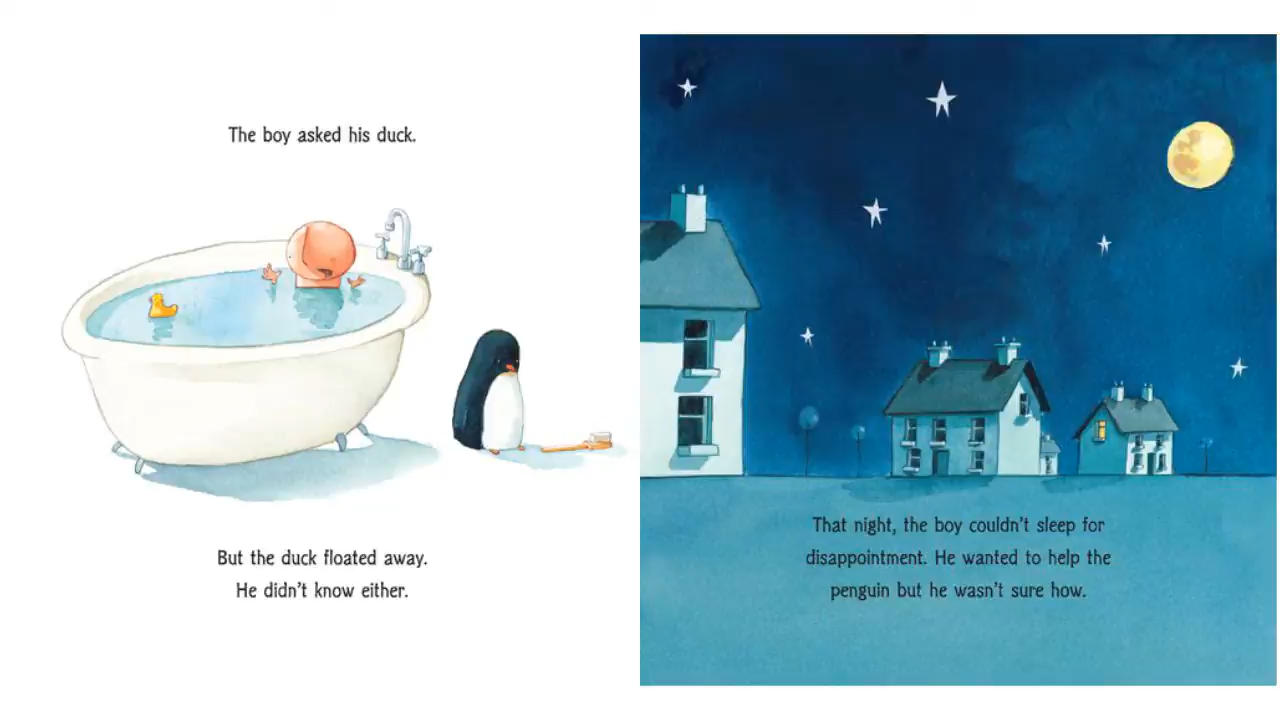 The boy asked his duck.
But the duck floated away.
He didn't know either.
That night, the boy couldn't sleep for
disappointment. He wanted to help the
penguin but he wasn't sure how.